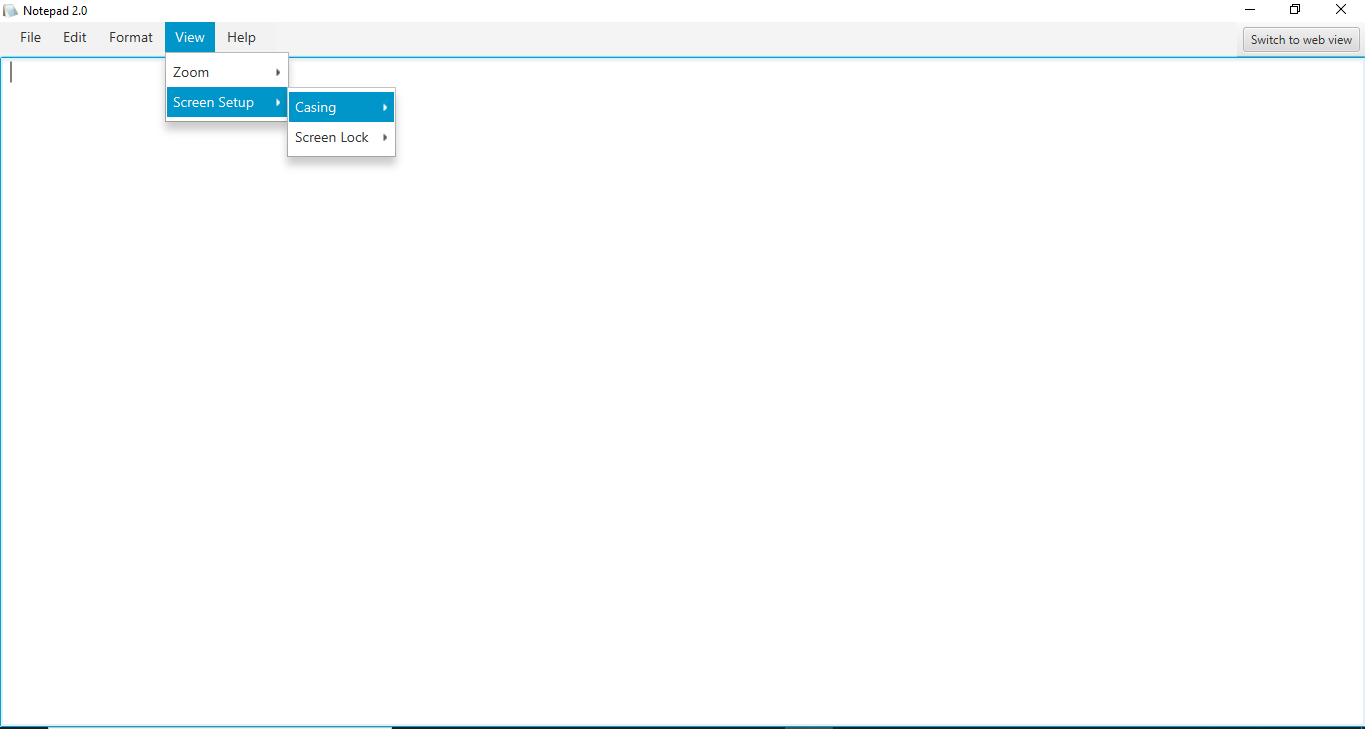 Notepad 2.0
File Edit Format View Help Switch to web view
Zoom
Screen Setup
Casing
Screen Lock